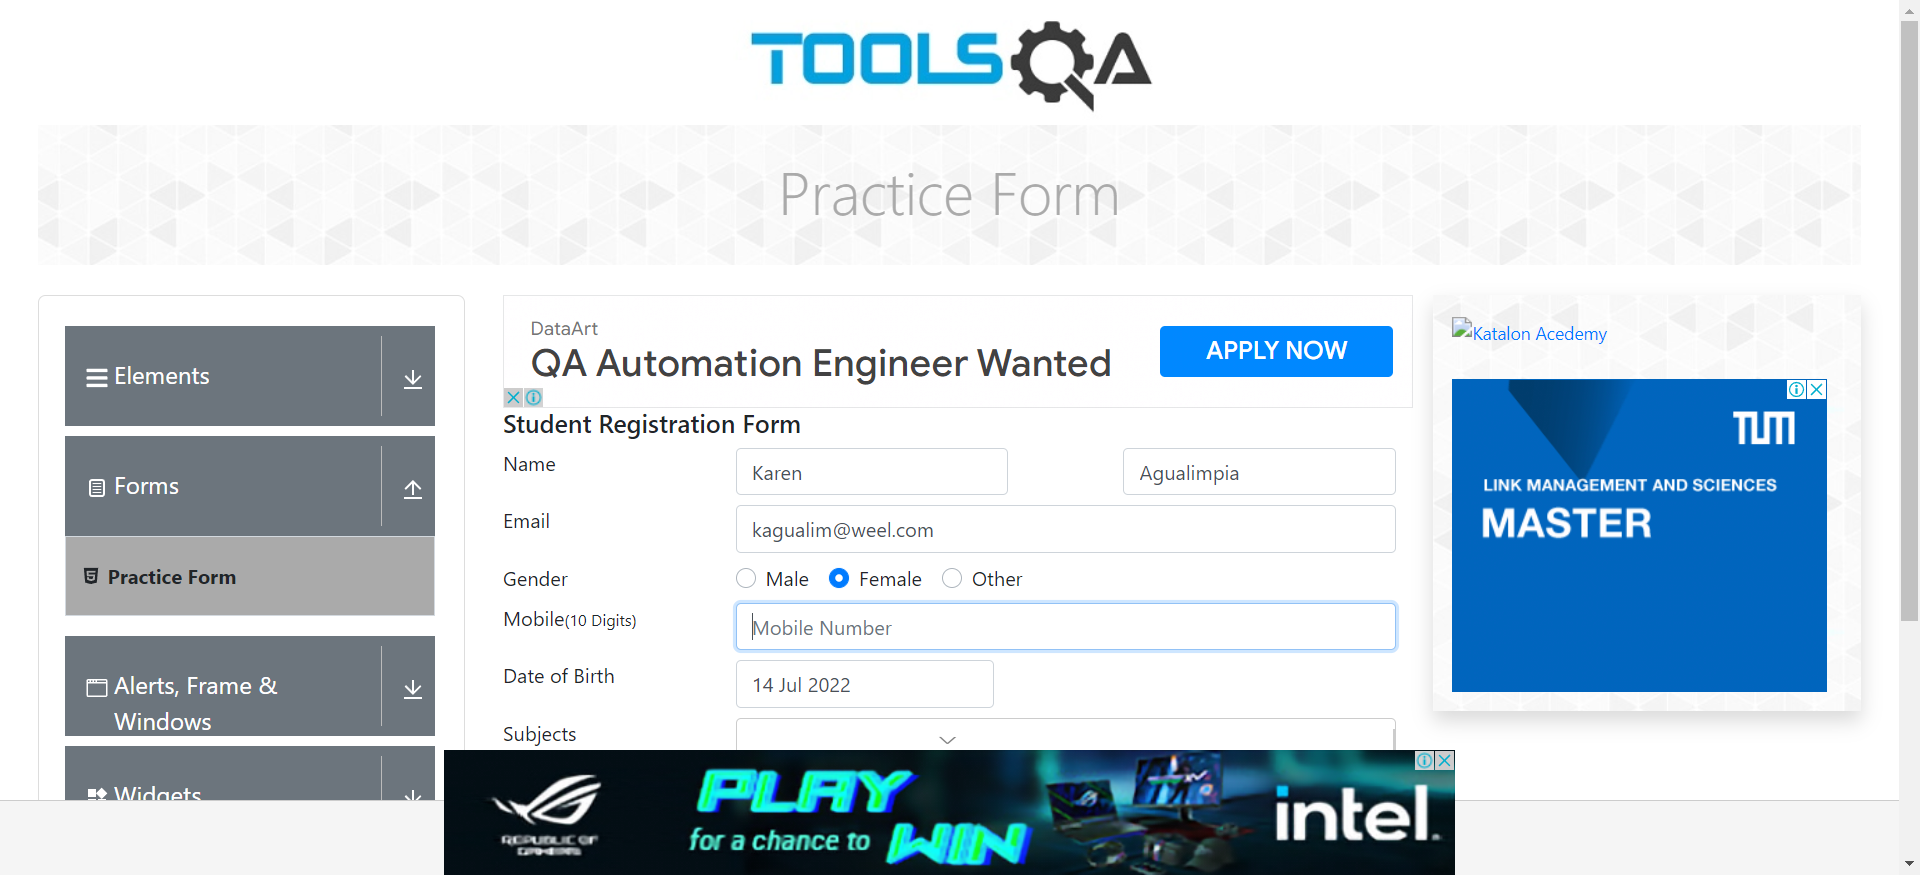 TOOLSQA
Practice Form
Elements
Forms
Practice Form
Alerts, Frame &
Windows
Widgets
DataArt
QA Automation Engineer Wanted
APPLY NOW
Student Registration Form
Name
Karen
Agualimpia
Email
kagualim@weel.com
Gender
Male
Female
Other
Mobile(10 Digits)
Mobile Number
Date of Birth
14 Jul 2022
Subjects
Katalon Acedemy
TUM
LINK MANAGEMENT AND SCIENCES
MASTER
REPUBLIC OF
GAMERS
PLAY
for a chance to
WIN
intel.